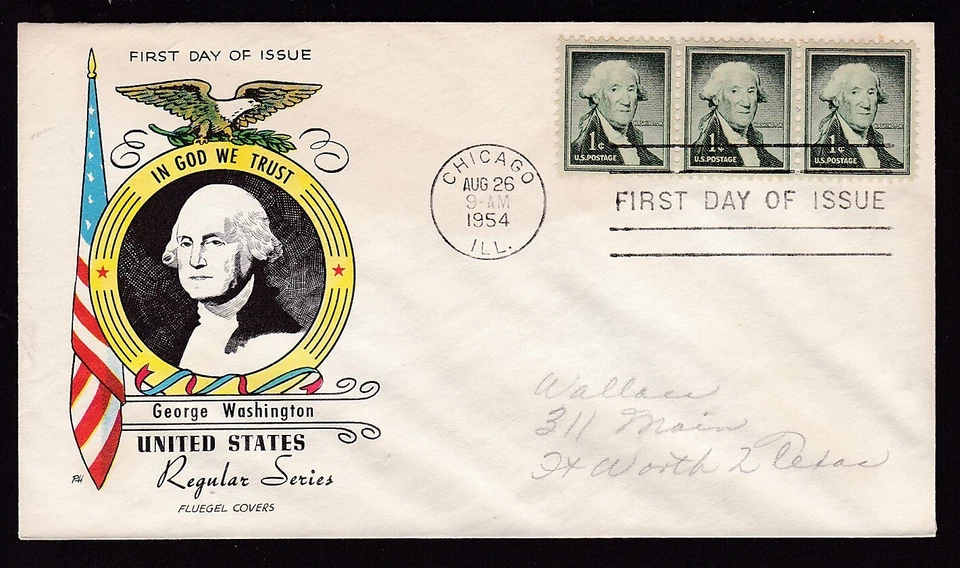 FIRST DAY OF ISSUE
IN GOD WE TRUST
George Washington
UNITED STATES
Regular Series
RH
FLUEGEL COVERS
CHICAGO
AUG 26
9-AM
1954
ILL.
1¢
U.S. POSTAGE
1¢
U.S. POSTAGE
1¢
U.S. POSTAGE
FIRST DAY OF ISSUE
Wallace
311 Main
Ft Worth 2 Texas